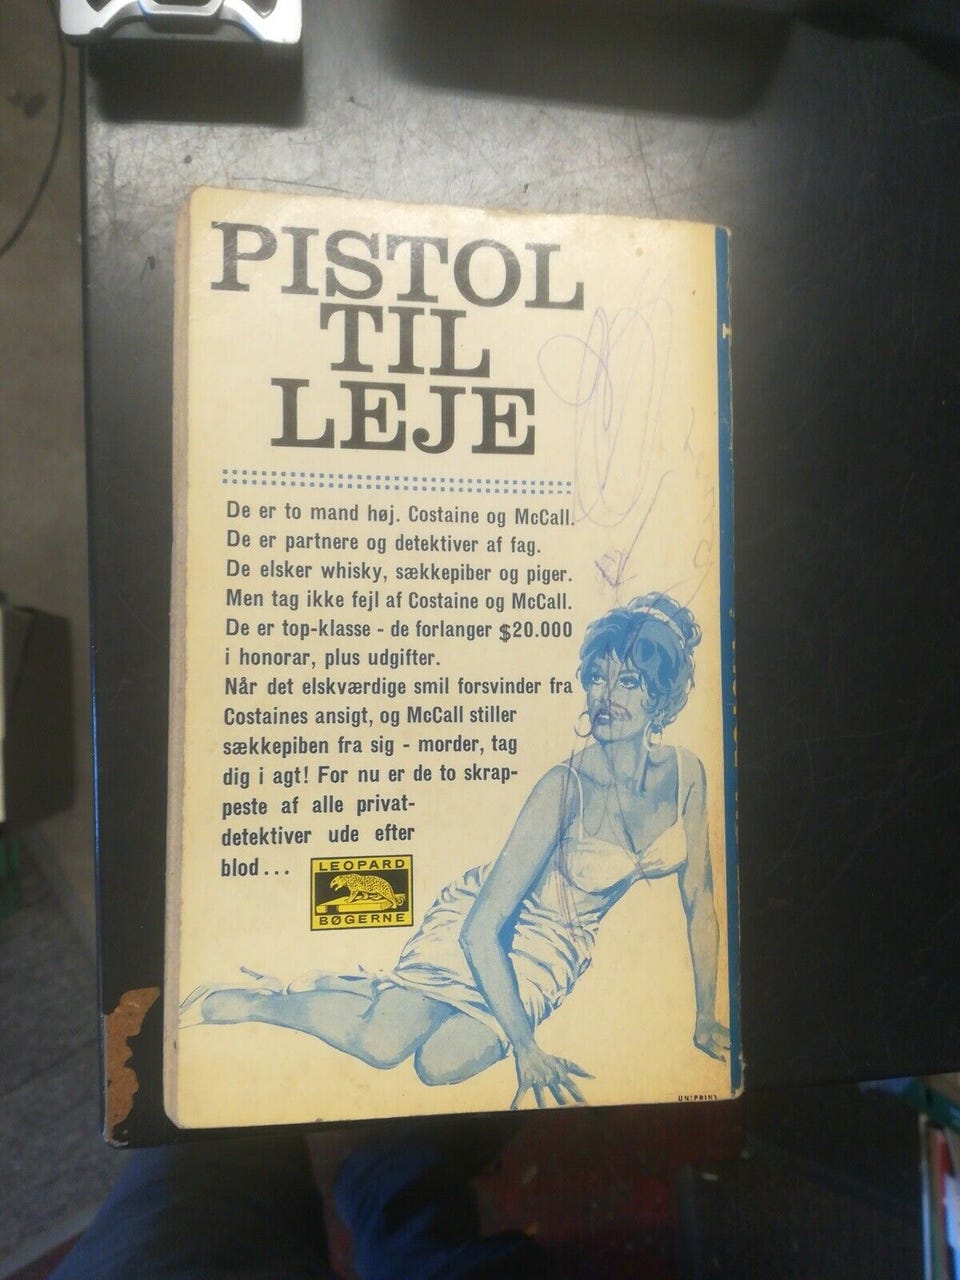 PISTOL
TIL
LEJE
De er to mand høj. Costaine og McCall.
De er partnere og detektiver af fag.
De elsker whisky, sækkepiber og piger.
Men tag ikke fejl af Costaine og McCall.
De er top-klasse - de forlanger $20.000
i honorar, plus udgifter.
Når det elskværdige smil forsvinder fra
Costaines ansigt, og McCall stiller
sækkepiben fra sig - morder, tag
dig i agt! For nu er de to skrap-
peste af alle privat-
detektiver ude efter
blod...
LEOPARD
BØGERNE
UNIPRINT